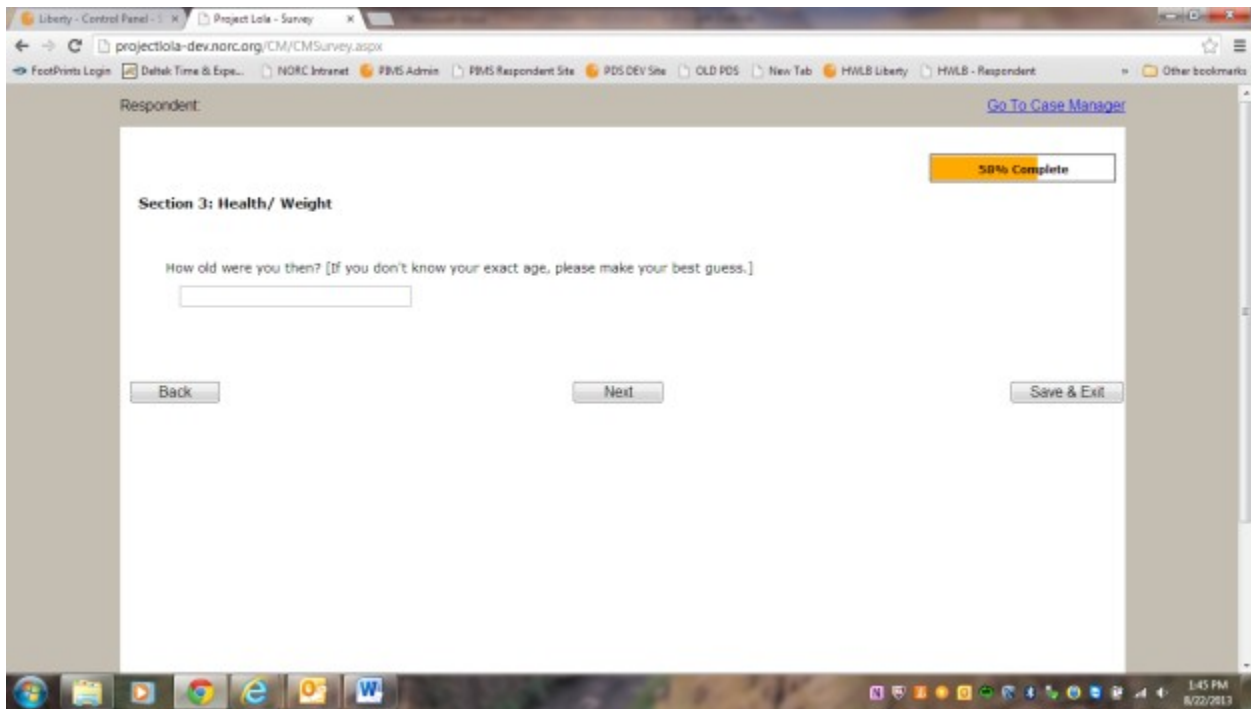 Liberty - Control Panel - S
Project Lola - Survey
projectlola-dev.norc.org/CM/CMSurvey.aspx
FootPrints Login
Deltek Time & Expe...
NORC Intranet
PIMS Admin
PIMS Respondent Site
PDS DEV Site
OLD PDS
New Tab
HWLB Liberty
HWLB - Respondent
»
Other bookmarks
Respondent:
Go To Case Manager
58% Complete
Section 3: Health/ Weight
How old were you then? [If you don't know your exact age, please make your best guess.]
Back
Next
Save & Exit
1:45 PM
8/22/2013